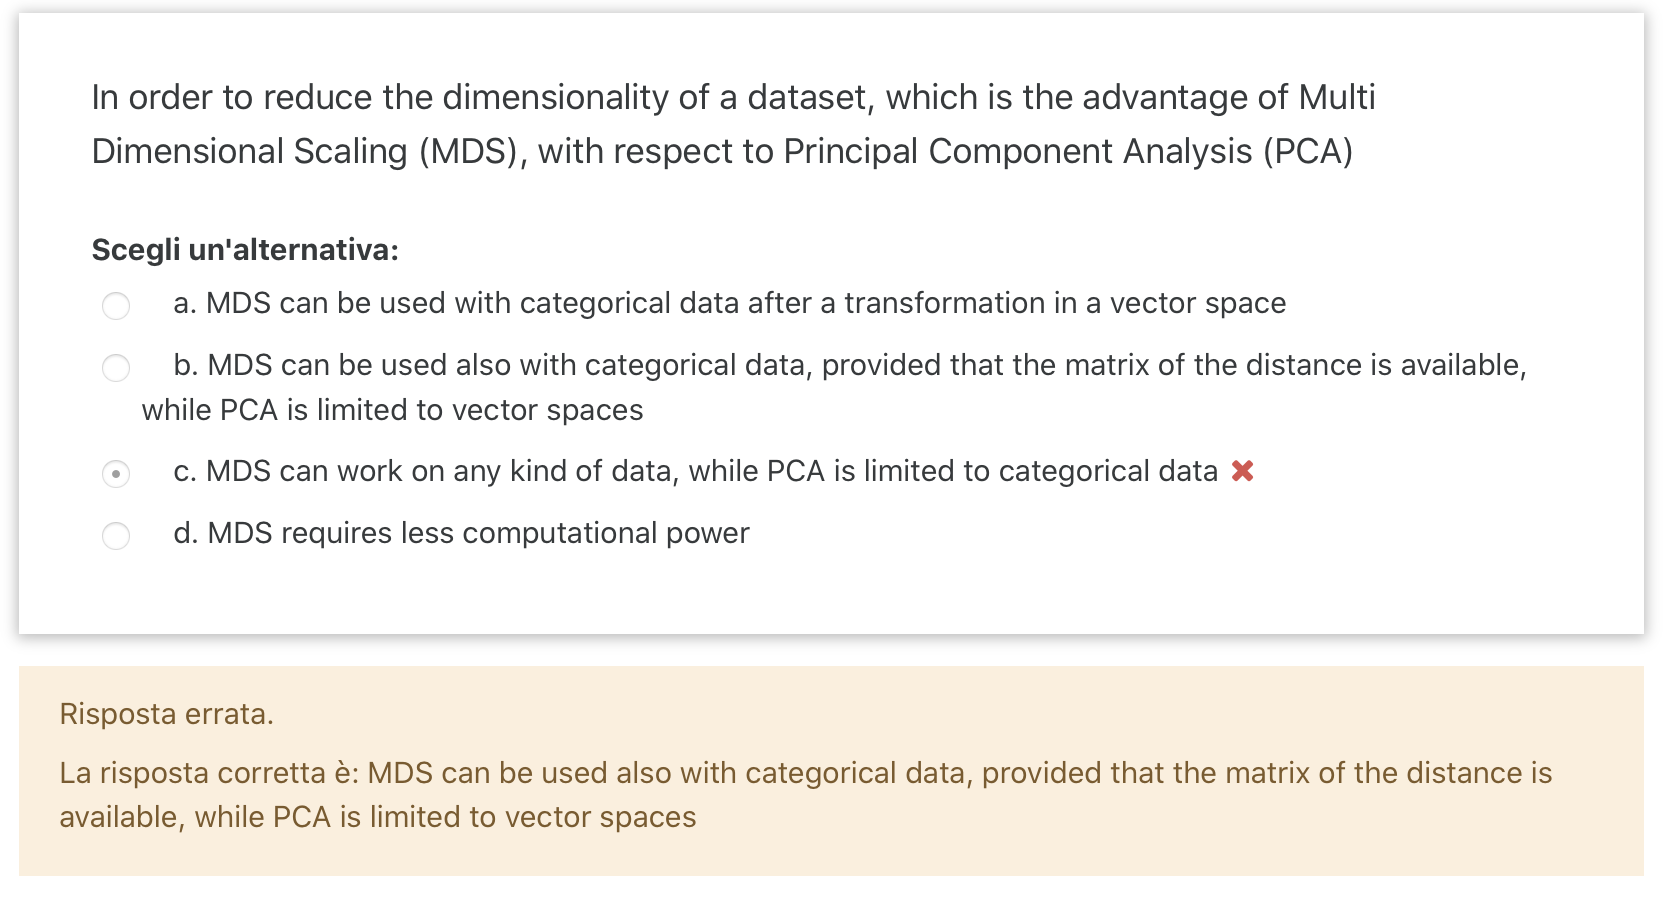 In order to reduce the dimensionality of a dataset, which is the advantage of Multi
Dimensional Scaling (MDS), with respect to Principal Component Analysis (PCA)
Scegli un'alternativa:
a. MDS can be used with categorical data after a transformation in a vector space
b. MDS can be used also with categorical data, provided that the matrix of the distance is available,
while PCA is limited to vector spaces
c. MDS can work on any kind of data, while PCA is limited to categorical data
d. MDS requires less computational power
Risposta errata.
La risposta corretta è: MDS can be used also with categorical data, provided that the matrix of the distance is
available, while PCA is limited to vector spaces